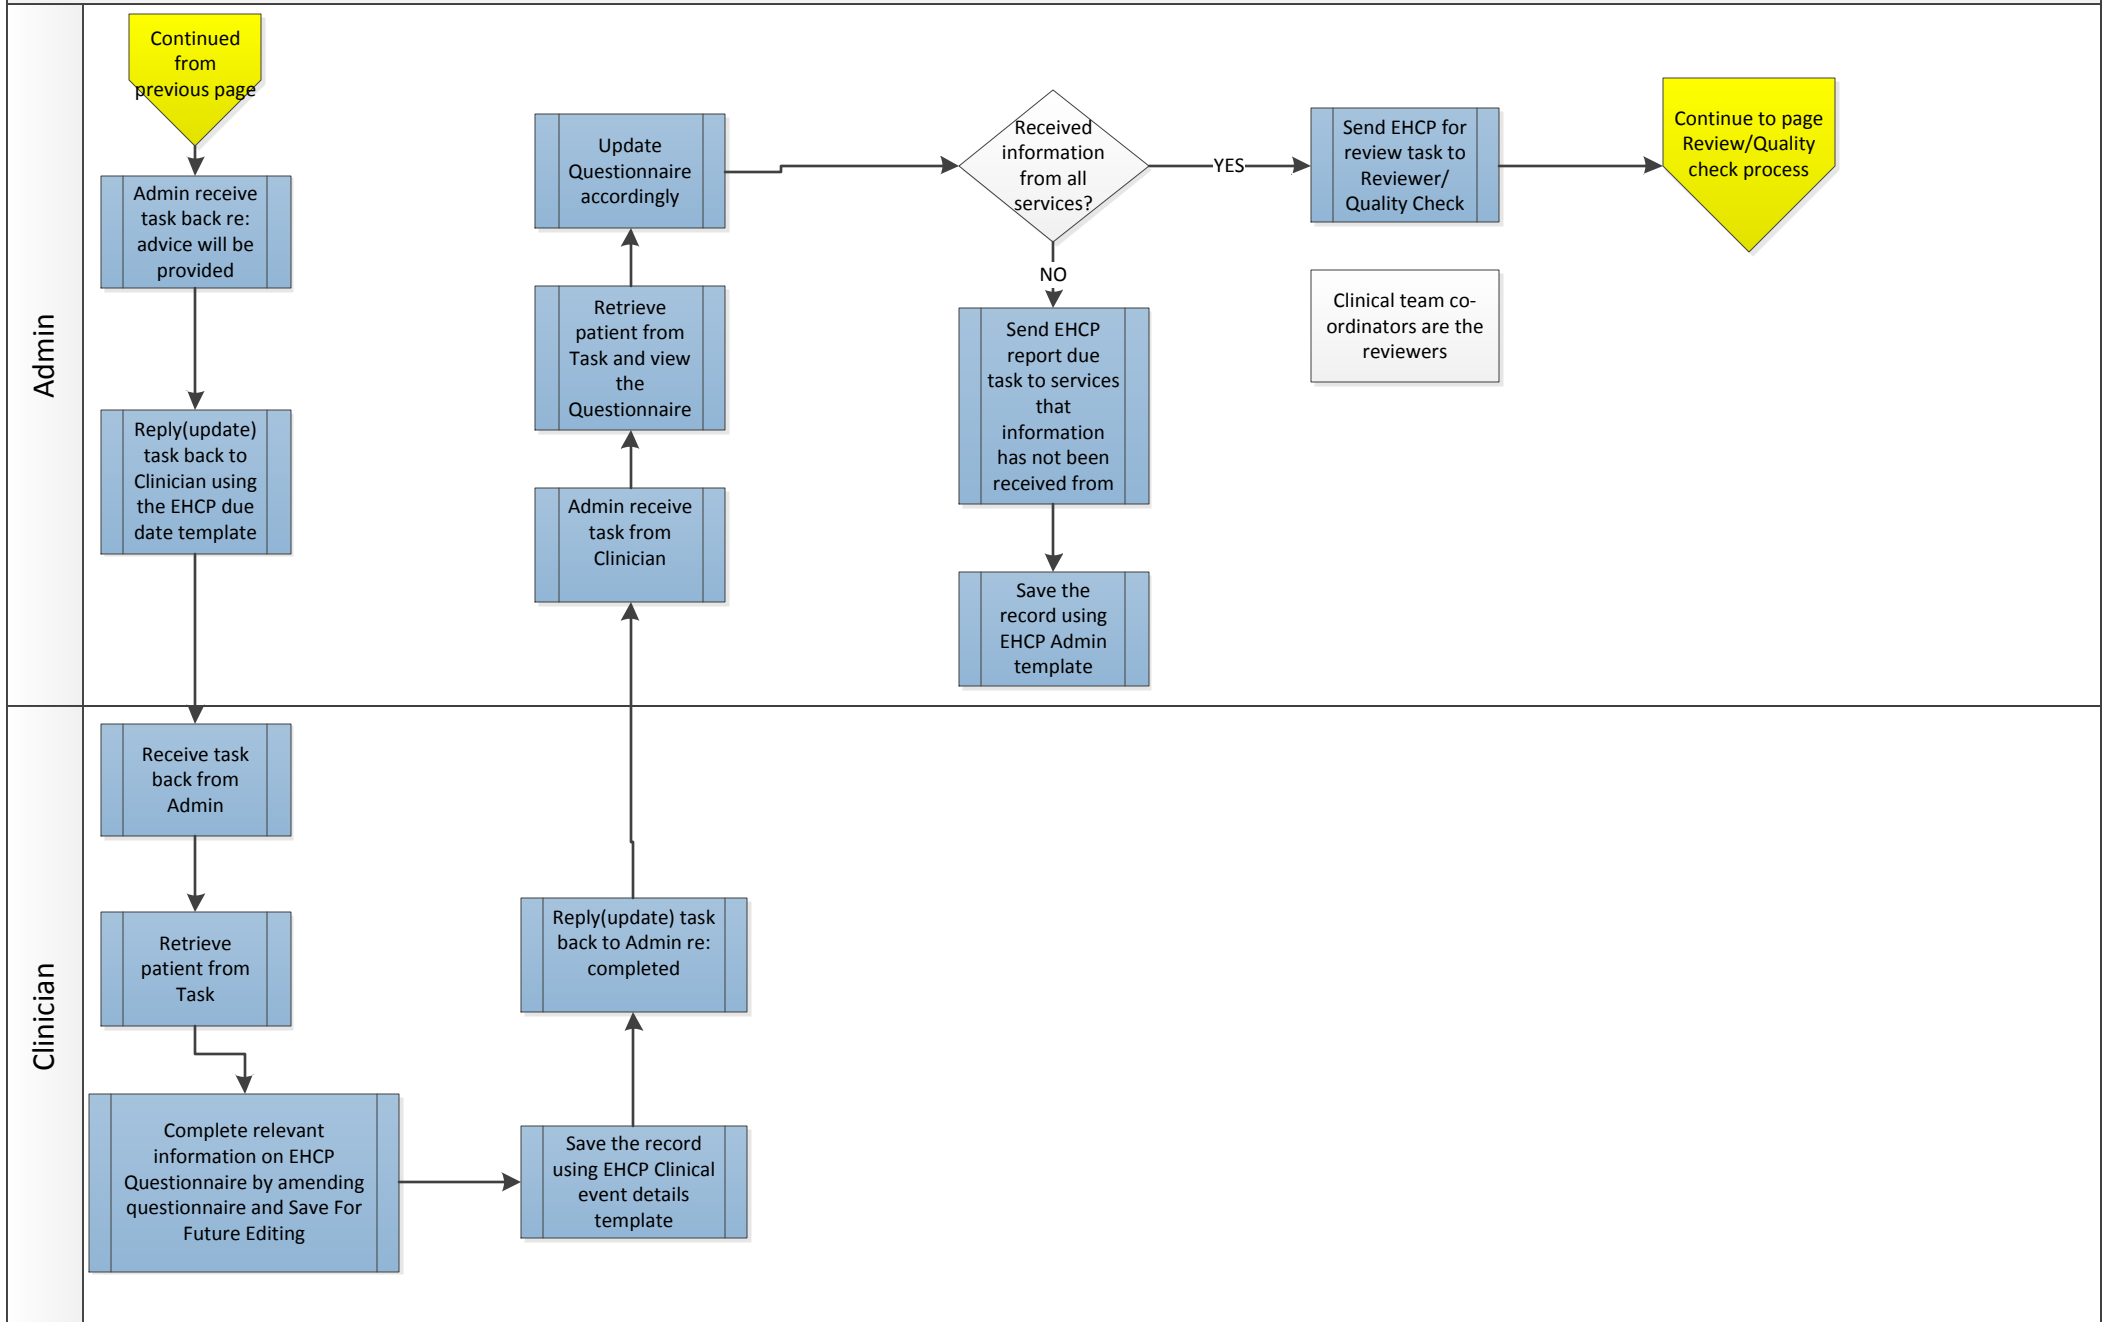 Admin
Continued
from
previous page
Admin receive
task back re:
advice will be
provided
Reply(update)
task back to
Clinician using
the EHCP due
date template
Clinician
Receive task
back from
Admin
Retrieve
patient from
Task
Complete relevant
information on EHCP
Questionnaire by amending
questionnaire and Save For
Future Editing
Save the record
using EHCP Clinical
event details
template
Reply(update) task
back to Admin re:
completed
Admin receive
task from
Clinician
Retrieve
patient from
Task and view
the
Questionnaire
Update
Questionnaire
accordingly
Received
information
from all
services?
YES
NO
Send EHCP
report due
task to services
that
information
has not been
received from
Save the
record using
EHCP Admin
template
Send EHCP for
review task to
Reviewer/
Quality Check
Clinical team co-
ordinators are the
reviewers
Continue to page
Review/Quality
check process